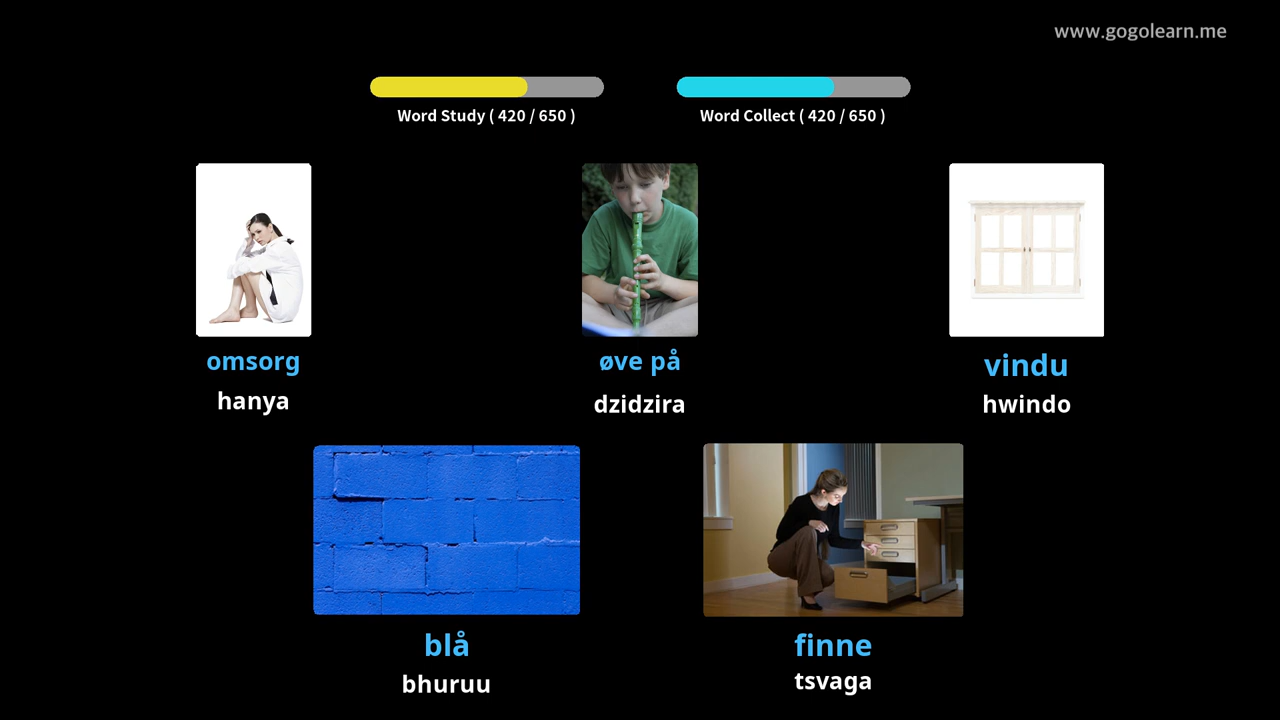 www.gogolearn.me
Word Study ( 420 / 650 )
Word Collect ( 420 / 650 )
omsorg
hanya
øve på
dzidzira
vindu
hwindo
blå
bhuruu
finne
tsvaga